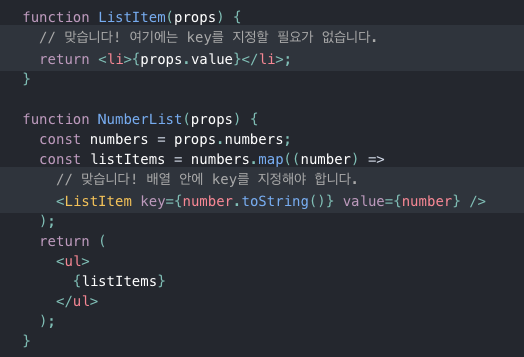 function ListItem(props) {
  // 맞습니다! 여기에는 key를 지정할 필요가 없습니다.
  return <li>{props.value}</li>;
}

function NumberList(props) {
  const numbers = props.numbers;
  const listItems = numbers.map((number) =>
    // 맞습니다! 배열 안에 key를 지정해야 합니다.
    <ListItem key={number.toString()} value={number} />
  );
  return (
    <ul>
      {listItems}
    </ul>
  );
}